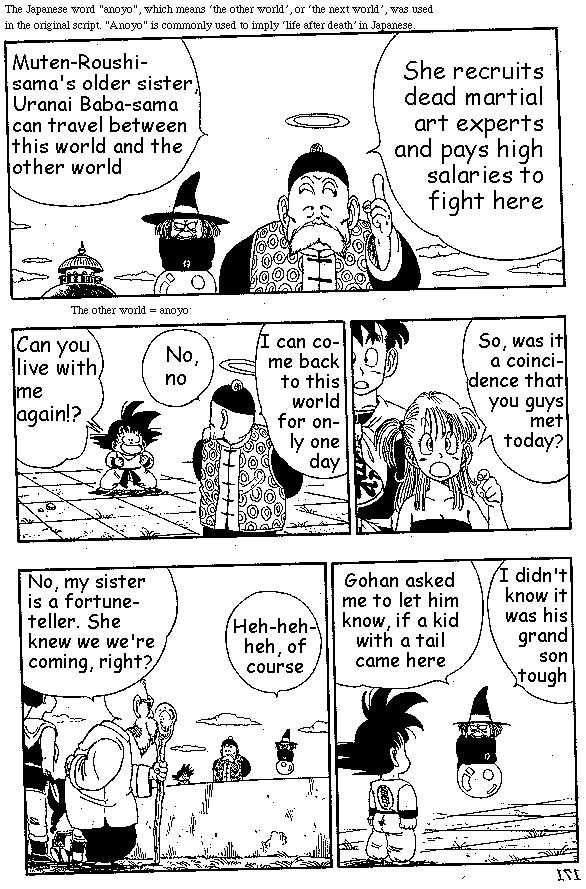 The Japanese word "anoyo", which means ‘the other world’, or ‘the next world’, was used
in the original script. "Anoyo" is commonly used to imply ‘life after death’ in Japanese.
She recruits
dead martial
art experts
and pays high
salaries to
fight here
Muten-Roushi-
sama's older sister,
Uranai Baba-sama
can travel between
this world and the
other world
The other world = anoyo
So, was it
a coinci-
dence that
you guys
met
today?
I can co-
me back
to this
world
for on-
ly one
day
No,
no
Can you
live with
me
again!?
I didn't
know it
was his
grand
son
tough
Gohan asked
me to let him
know, if a kid
with a tail
came here
Heh-heh-
heh, of
course
No, my sister
is a fortune-
teller. She
knew we we're
coming, right?
171